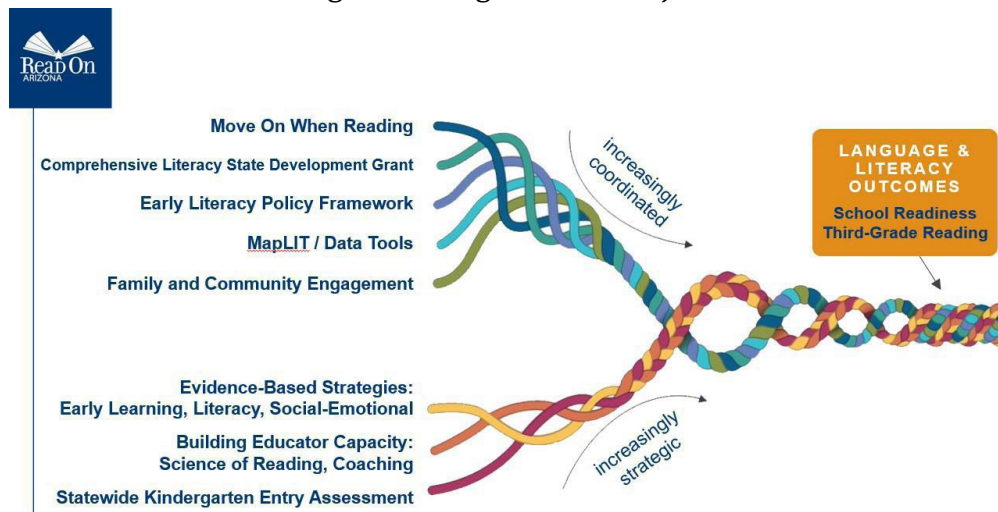 Read On
ARIZONA
Move On When Reading
Comprehensive Literacy State Development Grant
Early Literacy Policy Framework
MapLIT / Data Tools
Family and Community Engagement
increasingly
coordinated
LANGUAGE &
LITERACY
OUTCOMES
School Readiness
Third-Grade Reading
Evidence-Based Strategies:
Early Learning, Literacy, Social-Emotional
Building Educator Capacity:
Science of Reading, Coaching
Statewide Kindergarten Entry Assessment
increasingly
strategic